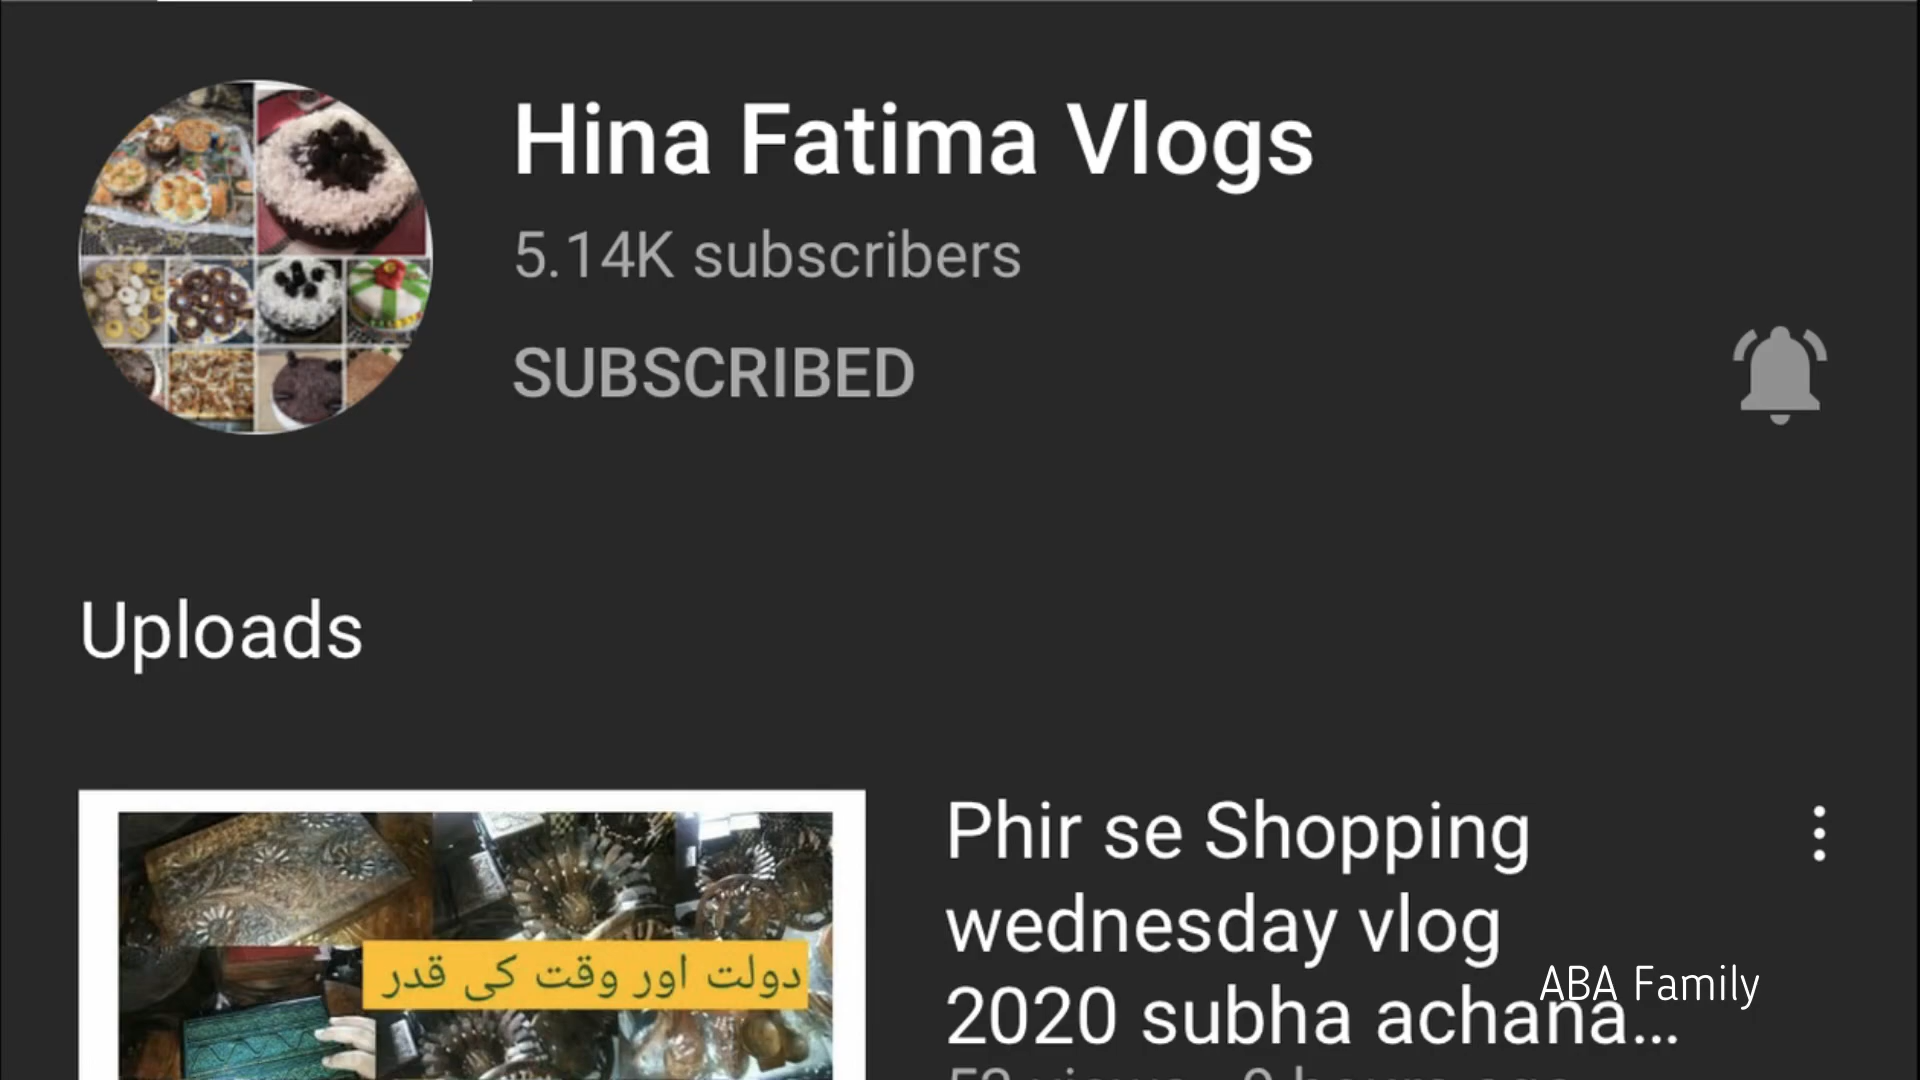 Hina Fatima Vlogs
5.14K subscribers
SUBSCRIBED
Uploads
دولت اور وقت کی قدر
Phir se Shopping
wednesday vlog
2020 subha achana...
ABA Family